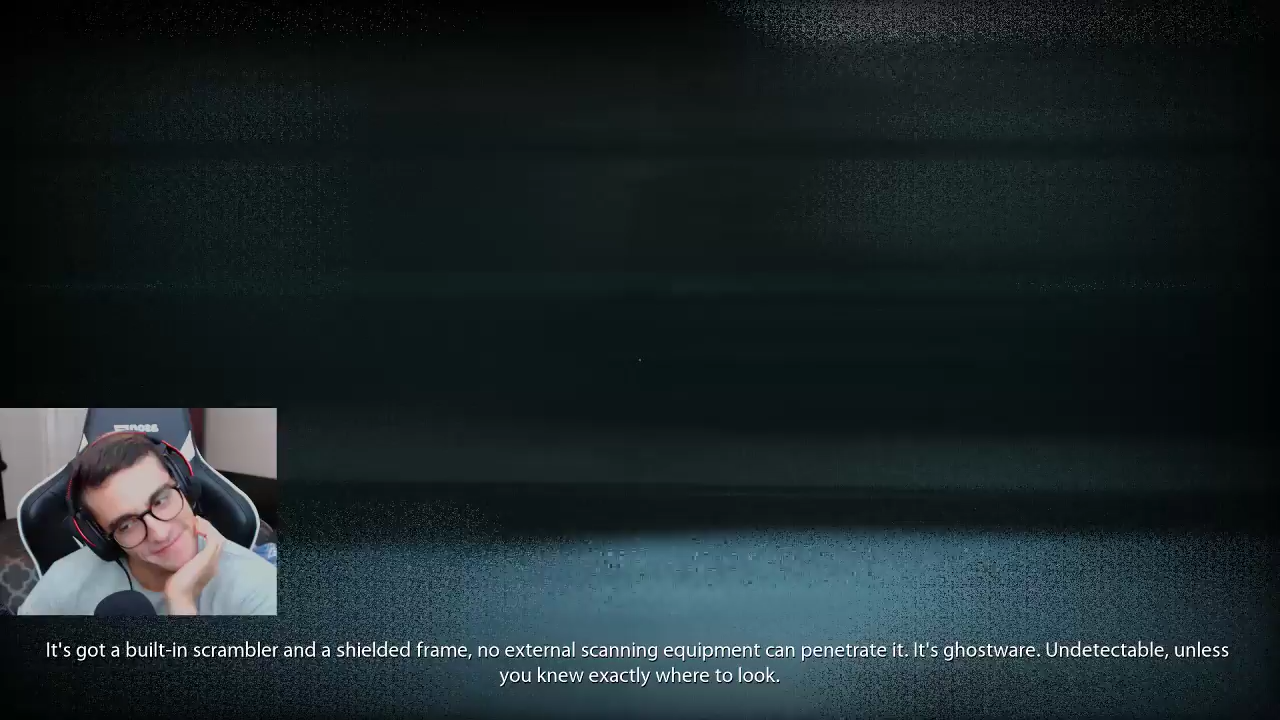 It's got a built-in scrambler and a shielded frame, no external scanning equipment can penetrate it. It's ghostware. Undetectable, unless
you knew exactly where to look.